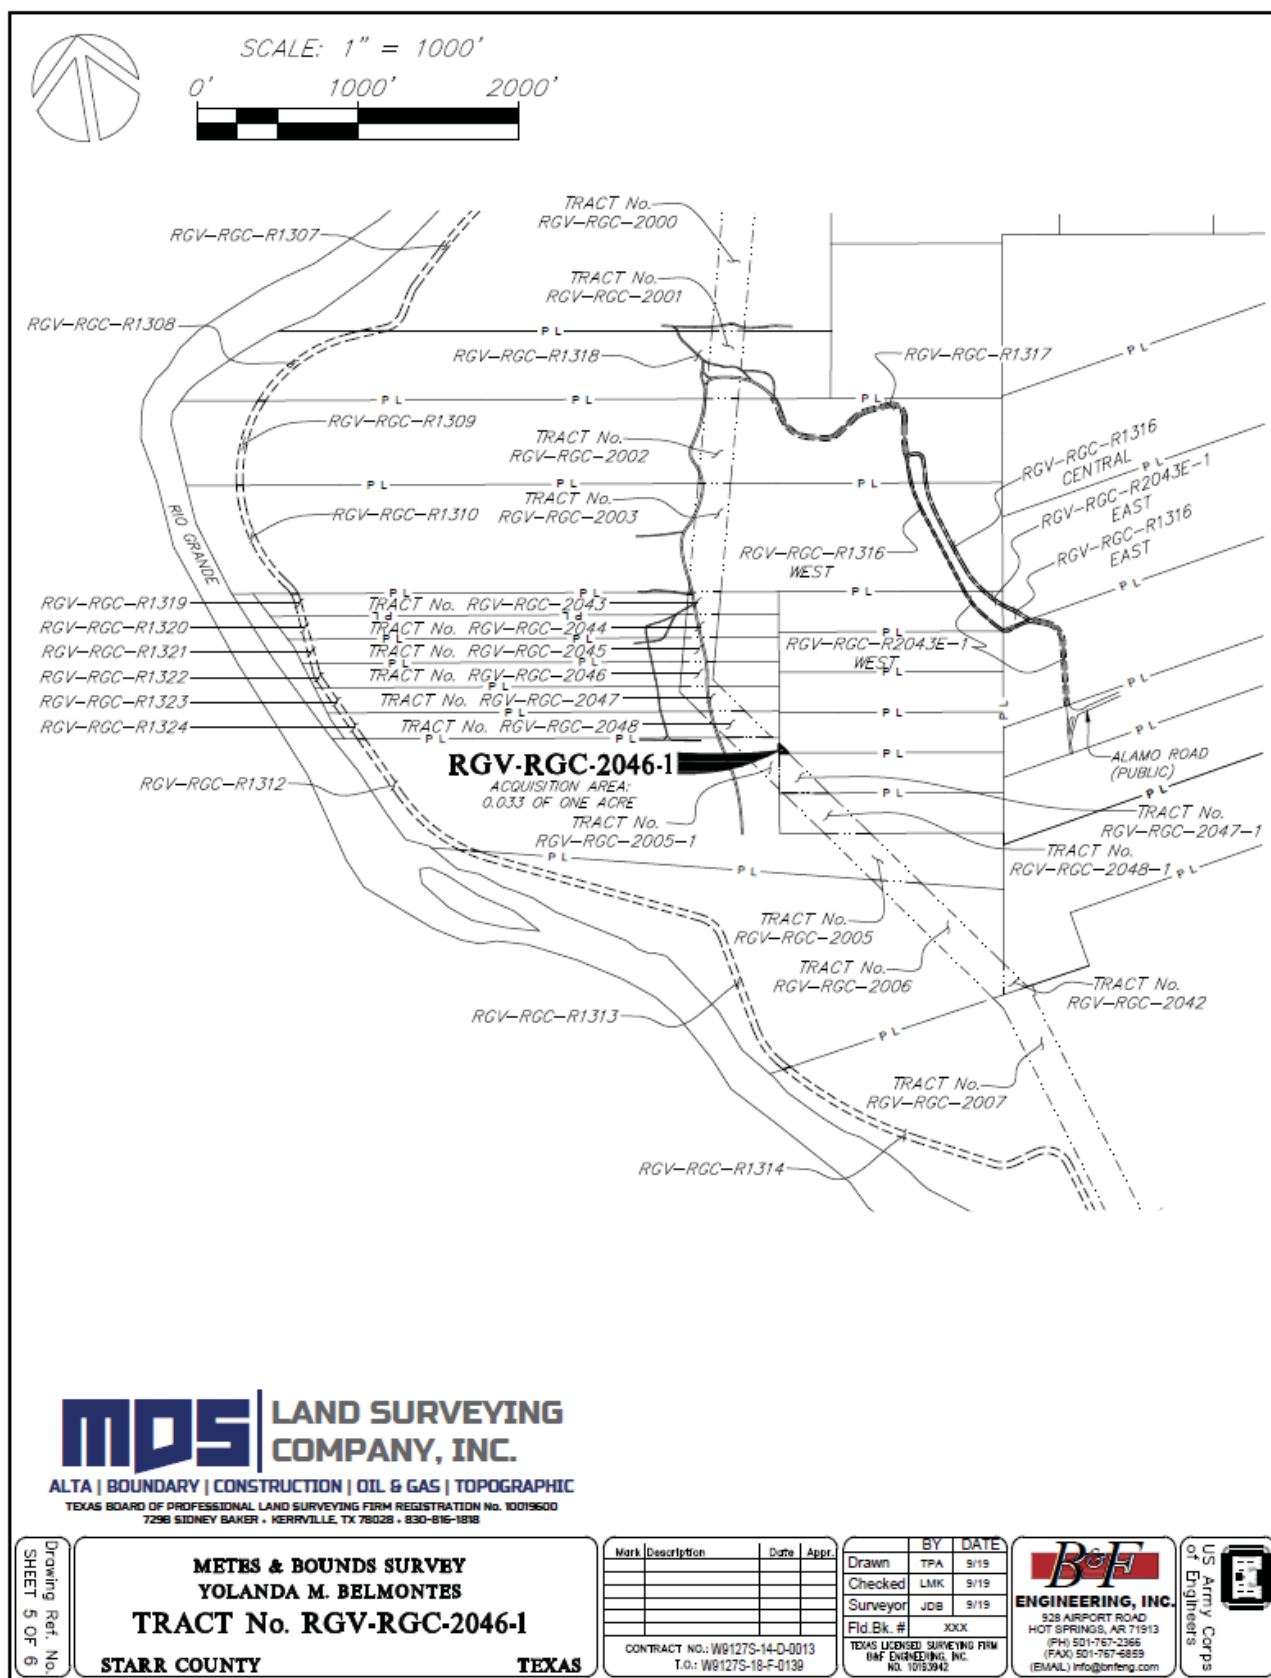 SCALE: 1" = 1000'
0' 1000' 2000'
TRACT No.
RGV-RGC-2000
RGV-RGC-R1307
TRACT No.
RGV-RGC-2001
RGV-RGC-R1308
P L
RGV-RGC-R1318
RGV-RGC-R1317
P L
P L
P L
P L
RGV-RGC-R1309
TRACT No.
RGV-RGC-2002
RGV-RGC-R1316
CENTRAL
P L
RGV-RGC-R2043E-1
EAST
RGV-RGC-R1316
EAST
P L
P L
P L
P L
TRACT No.
RGV-RGC-2003
RGV-RGC-R1310
RIO GRANDE
RGV-RGC-R1316
WEST
P L
P L
P L
RGV-RGC-R1319
TRACT No. RGV-RGC-2043
P L
P L
RGV-RGC-R1320
TRACT No. RGV-RGC-2044
P L
P L
P L
RGV-RGC-R2043E-1
WEST
RGV-RGC-R1321
TRACT No. RGV-RGC-2045
P L
P L
P L
RGV-RGC-R1322
TRACT No. RGV-RGC-2046
P L
P L
RGV-RGC-R1323
TRACT No. RGV-RGC-2047
P L
P L
P L
RGV-RGC-R1324
TRACT No. RGV-RGC-2048
P L
P L
P L
RGV-RGC-2046-1
ACQUISITION AREA:
0.033 OF ONE ACRE
ALAMO ROAD
(PUBLIC)
RGV-RGC-R1312
P L
P L
TRACT No.
RGV-RGC-2005-1
TRACT No.
RGV-RGC-2047-1
TRACT No.
RGV-RGC-2048-1
P L
P L
P L
TRACT No.
RGV-RGC-2005
TRACT No.
RGV-RGC-2006
TRACT No.
RGV-RGC-2042
RGV-RGC-R1313
P L
TRACT No.
RGV-RGC-2007
RGV-RGC-R1314
MDS LAND SURVEYING
COMPANY, INC.
ALTA | BOUNDARY | CONSTRUCTION | OIL & GAS | TOPOGRAPHIC
TEXAS BOARD OF PROFESSIONAL LAND SURVEYING FIRM REGISTRATION No. 10019600
729B SIDNEY BAKER • KERRVILLE, TX 78028 • 830-816-1818
Drawing Ref. No.
SHEET 5 OF 6
METES & BOUNDS SURVEY
YOLANDA M. BELMONTES
TRACT No. RGV-RGC-2046-1
STARR COUNTY TEXAS
Mark Description Date Appr.
CONTRACT NO.: W9127S-14-D-0013
T.O.: W9127S-18-F-0139
BY DATE
Drawn TPA 9/19
Checked LMK 9/19
Surveyor JDB 9/19
Fld.Bk. # XXX
TEXAS LICENSED SURVEYING FIRM
B&F ENGINEERING, INC.
NO. 10193942
B&F
ENGINEERING, INC.
928 AIRPORT ROAD
HOT SPRINGS, AR 71913
(PH) 501-767-2366
(FAX) 501-767-6859
(EMAIL) info@bnfeng.com
US Army Corps
of Engineers